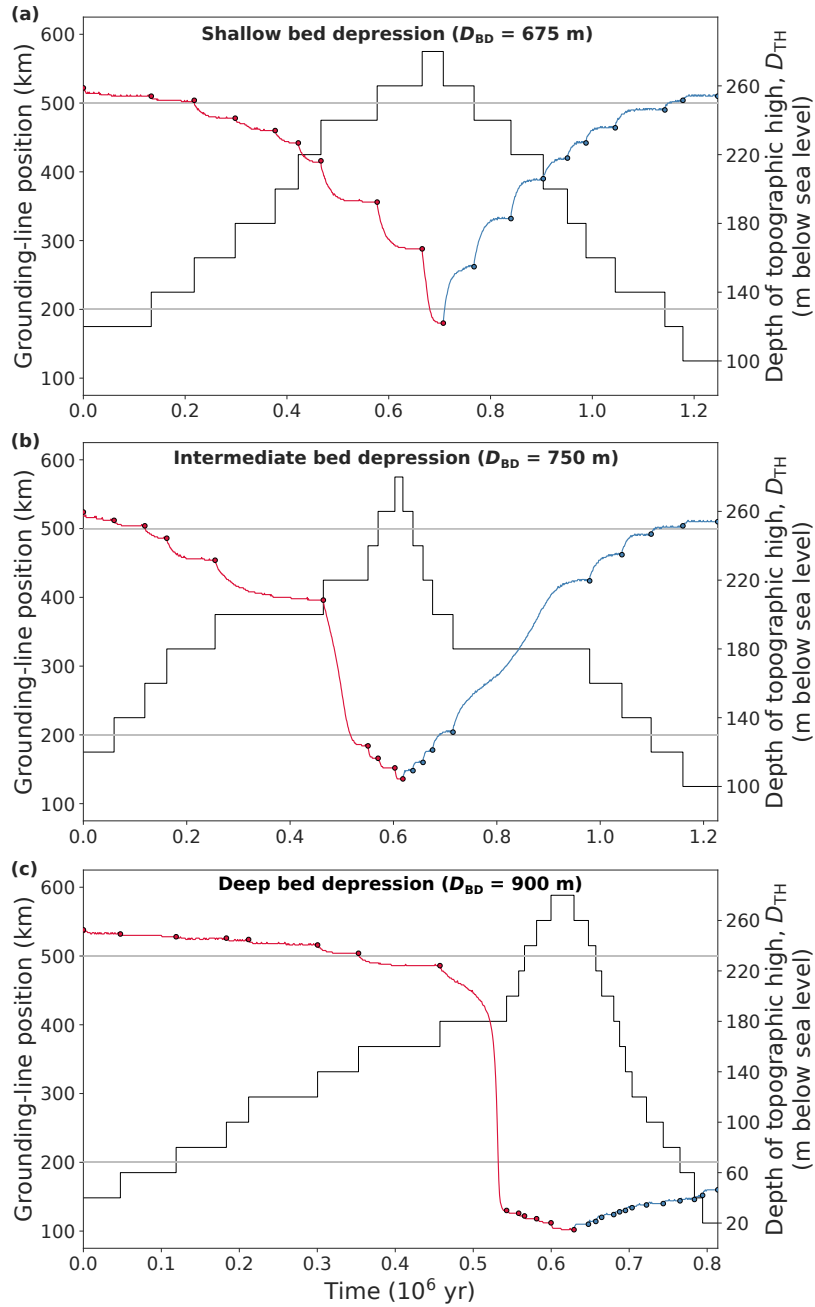 (a)
Shallow bed depression (D_BD = 675 m)
Grounding-line position (km)
600
500
400
300
200
100
260
220
180
140
100
Depth of topographic high, D_TH
(m below sea level)
0.0 0.2 0.4 0.6 0.8 1.0 1.2
(b)
Intermediate bed depression (D_BD = 750 m)
Grounding-line position (km)
600
500
400
300
200
100
260
220
180
140
100
Depth of topographic high, D_TH
(m below sea level)
0.0 0.2 0.4 0.6 0.8 1.0 1.2
(c)
Deep bed depression (D_BD = 900 m)
Grounding-line position (km)
600
500
400
300
200
100
260
220
180
140
100
60
20
Depth of topographic high, D_TH
(m below sea level)
0.0 0.1 0.2 0.3 0.4 0.5 0.6 0.7 0.8
Time (10⁶ yr)